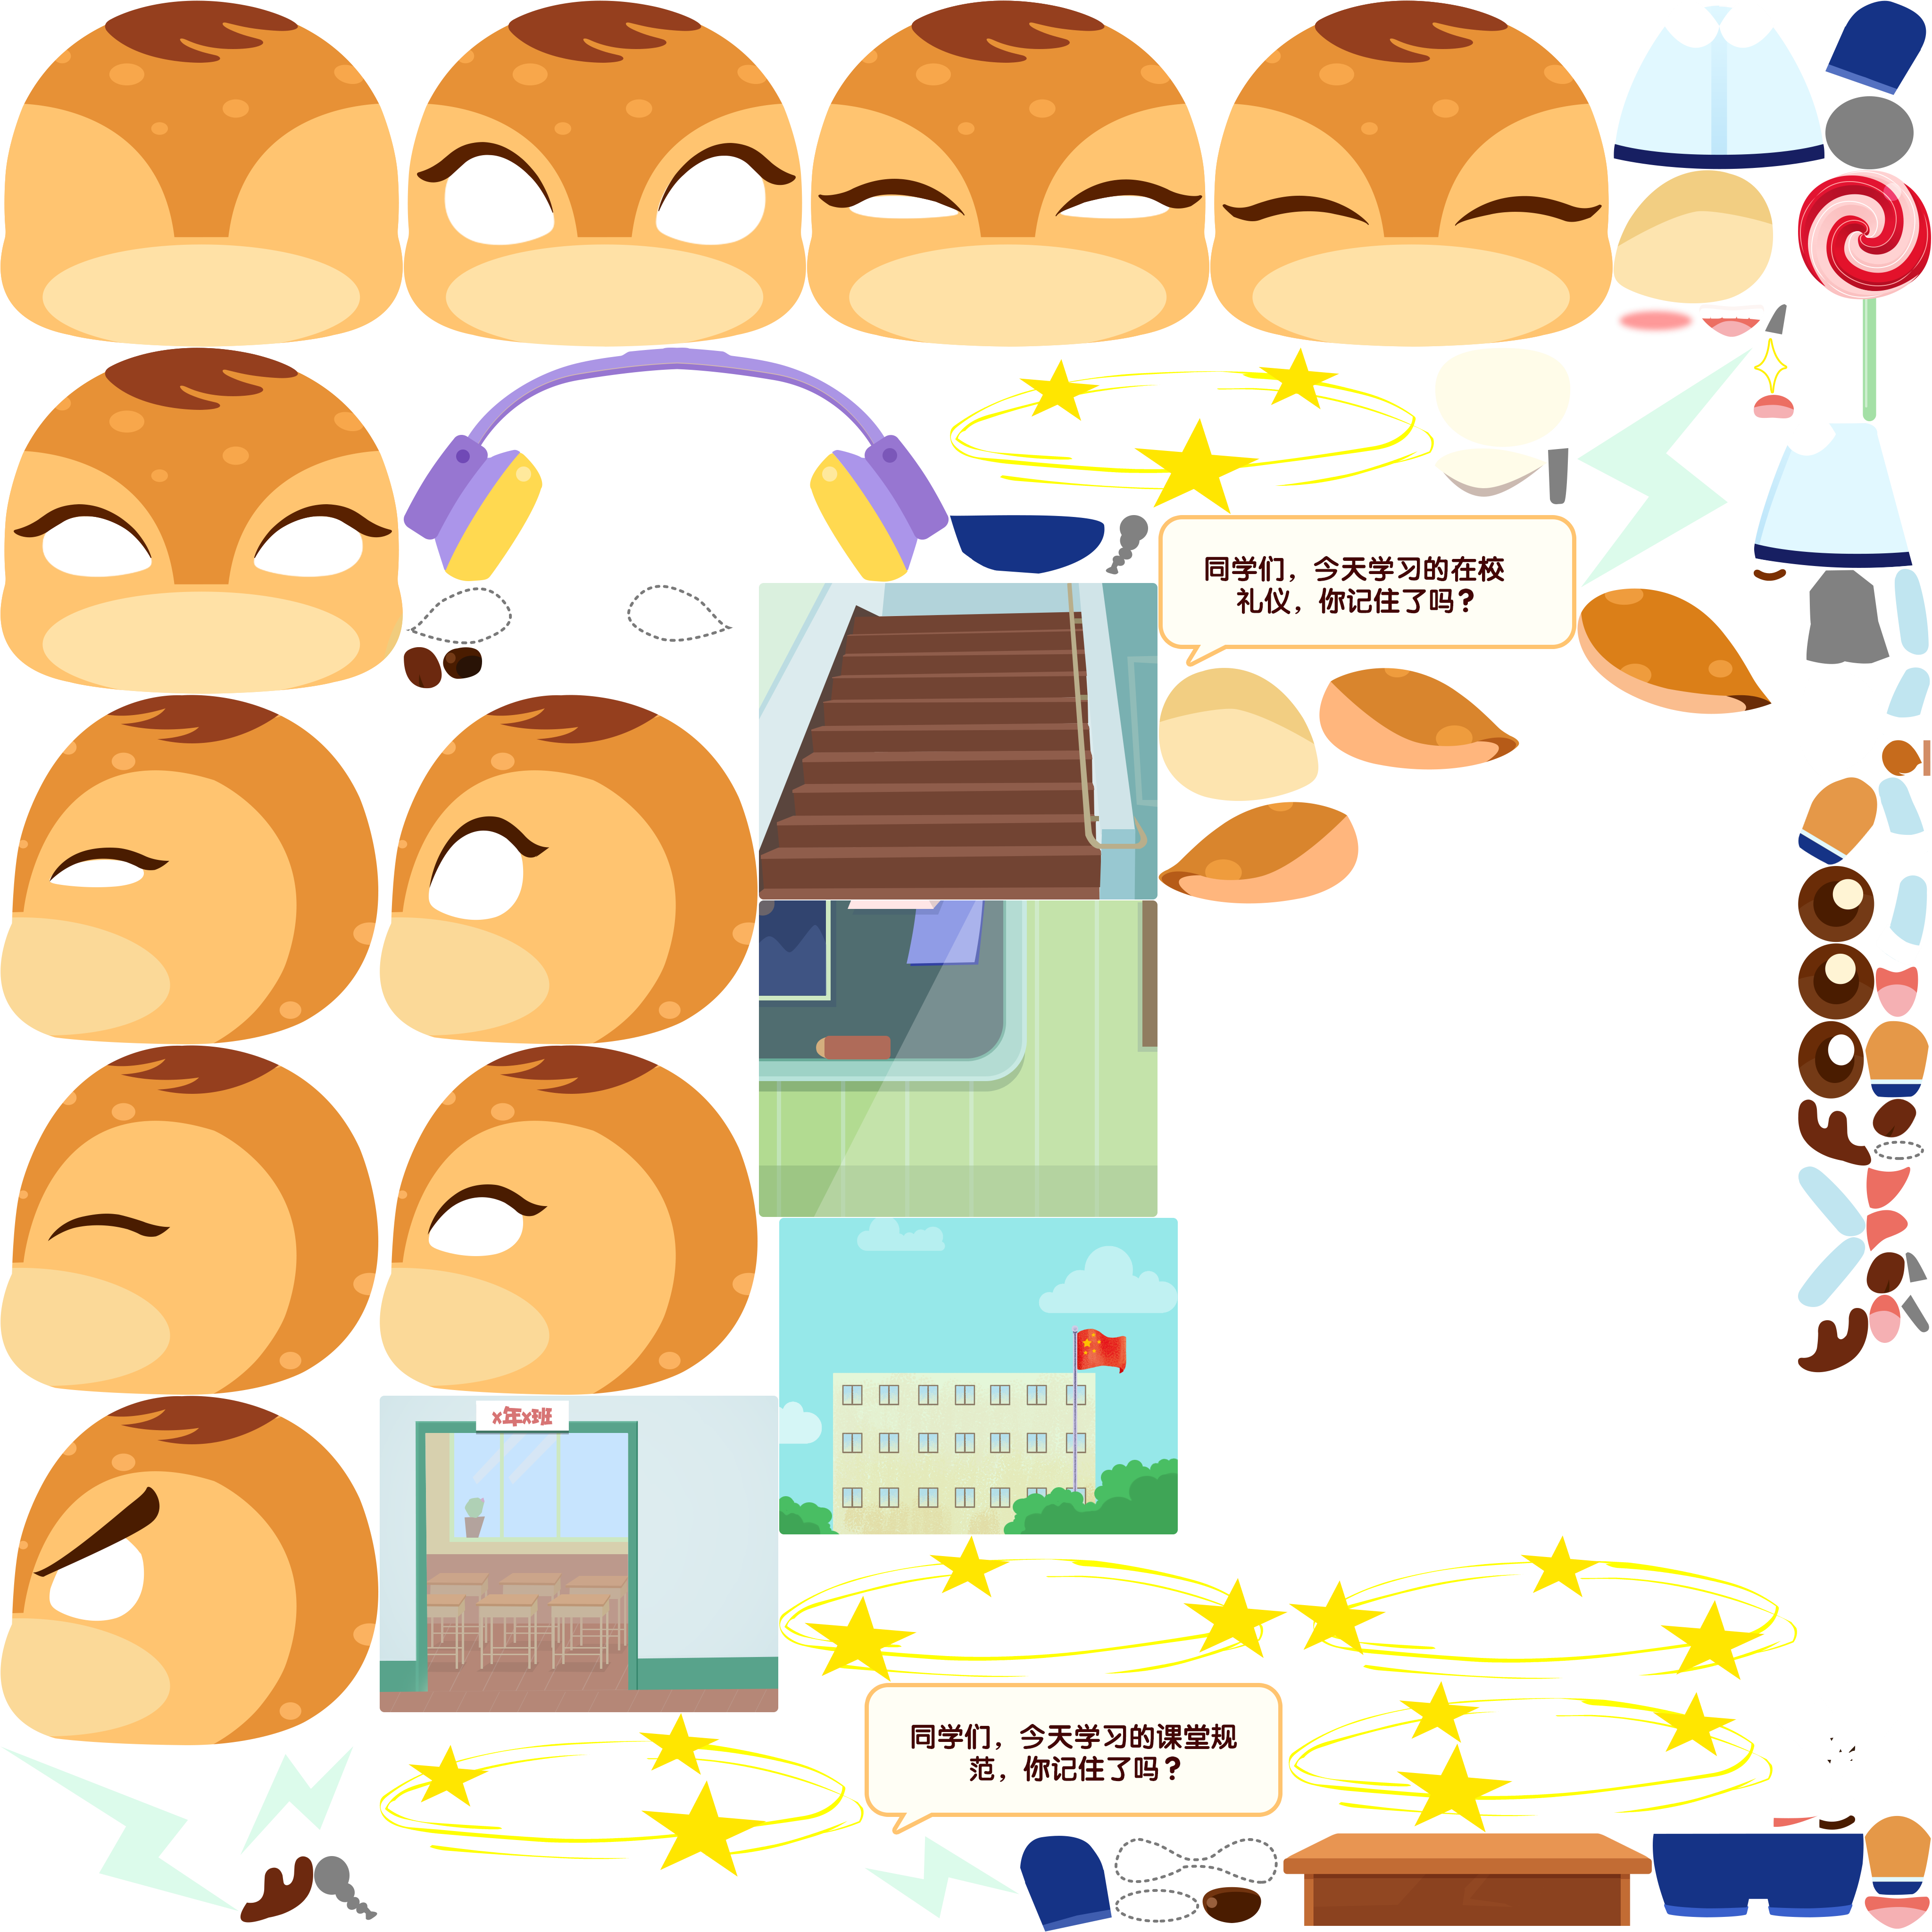 同学们，今天学习的在校
礼仪，你记住了吗？
x年x班
同学们，今天学习的课堂规
范，你记住了吗？